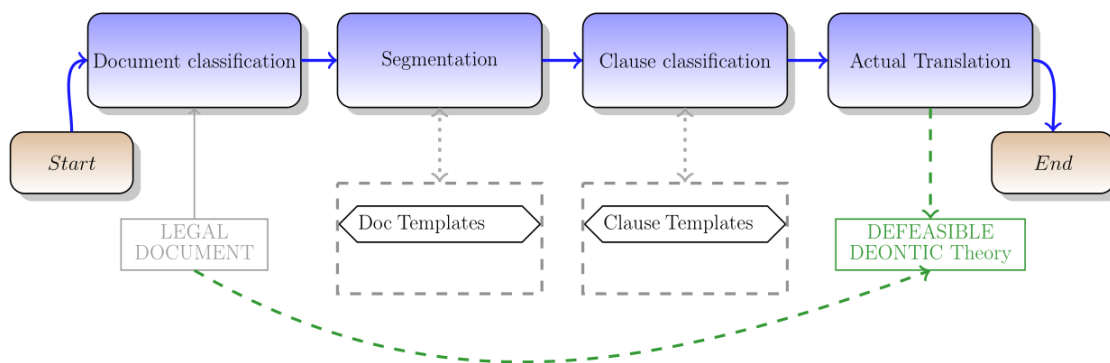 Document classification
Segmentation
Clause classification
Actual Translation
Start
End
LEGAL
DOCUMENT
Doc Templates
Clause Templates
DEFEASIBLE
DEONTIC Theory